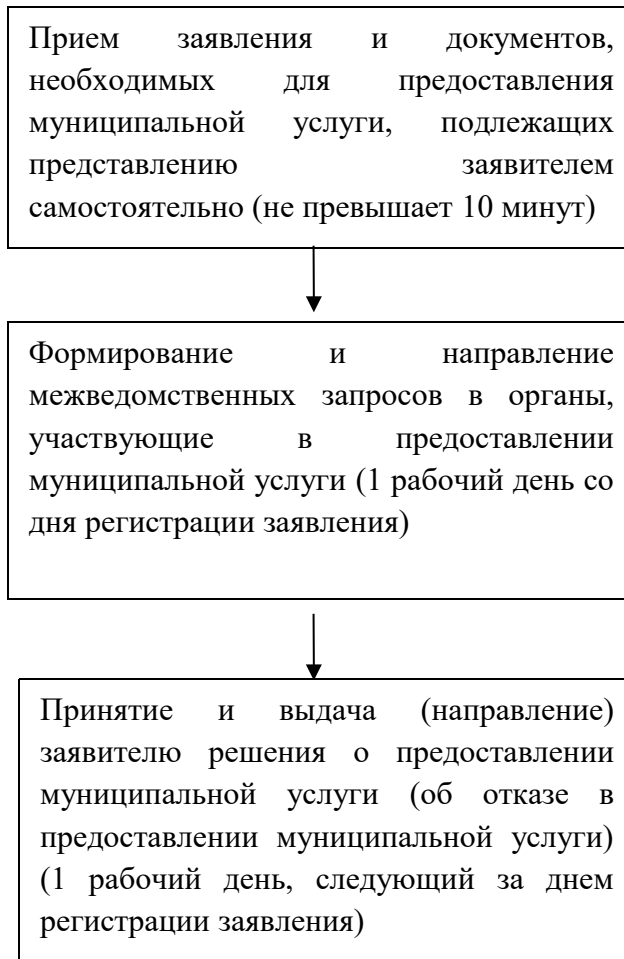 Прием заявления и документов,
необходимых для предоставления
муниципальной услуги, подлежащих
представлению заявителем
самостоятельно (не превышает 10 минут)
Формирование и направление
межведомственных запросов в органы,
участвующие в предоставлении
муниципальной услуги (1 рабочий день со
дня регистрации заявления)
Принятие и выдача (направление)
заявителю решения о предоставлении
муниципальной услуги (об отказе в
предоставлении муниципальной услуги)
(1 рабочий день, следующий за днем
регистрации заявления)